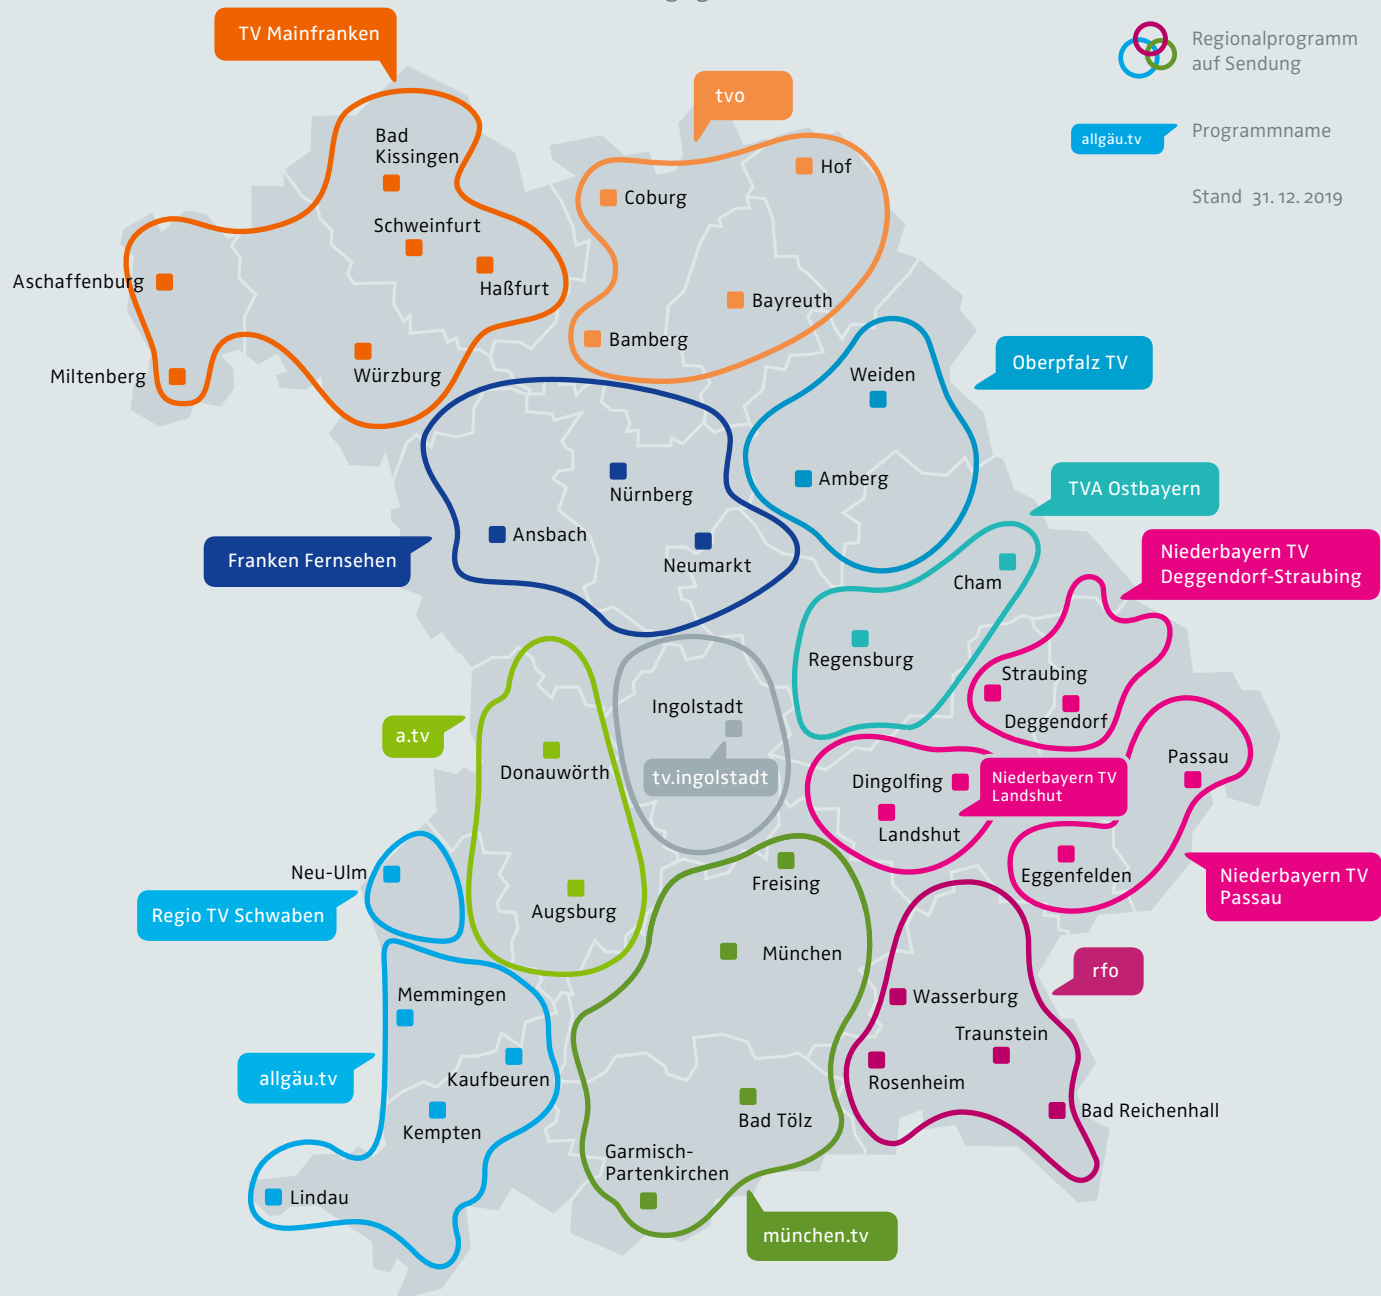 TV Mainfranken
Regionalprogramm
auf Sendung
tvo
allgäu.tv
Programmname
Stand 31. 12. 2019
Bad
Kissingen
Hof
Coburg
Schweinfurt
Aschaffenburg
Haßfurt
Bayreuth
Bamberg
Miltenberg
Würzburg
Weiden
Oberpfalz TV
Nürnberg
Amberg
TVA Ostbayern
Ansbach
Franken Fernsehen
Neumarkt
Niederbayern TV
Deggendorf-Straubing
Cham
Regensburg
Straubing
Deggendorf
Ingolstadt
a.tv
Donauwörth
tv.ingolstadt
Passau
Dingolfing
Niederbayern TV
Landshut
Landshut
Neu-Ulm
Freising
Eggenfelden
Niederbayern TV
Passau
Regio TV Schwaben
Augsburg
München
rfo
Memmingen
Wasserburg
Traunstein
allgäu.tv
Kaufbeuren
Rosenheim
Kempten
Bad Tölz
Bad Reichenhall
Garmisch-
Partenkirchen
Lindau
münchen.tv